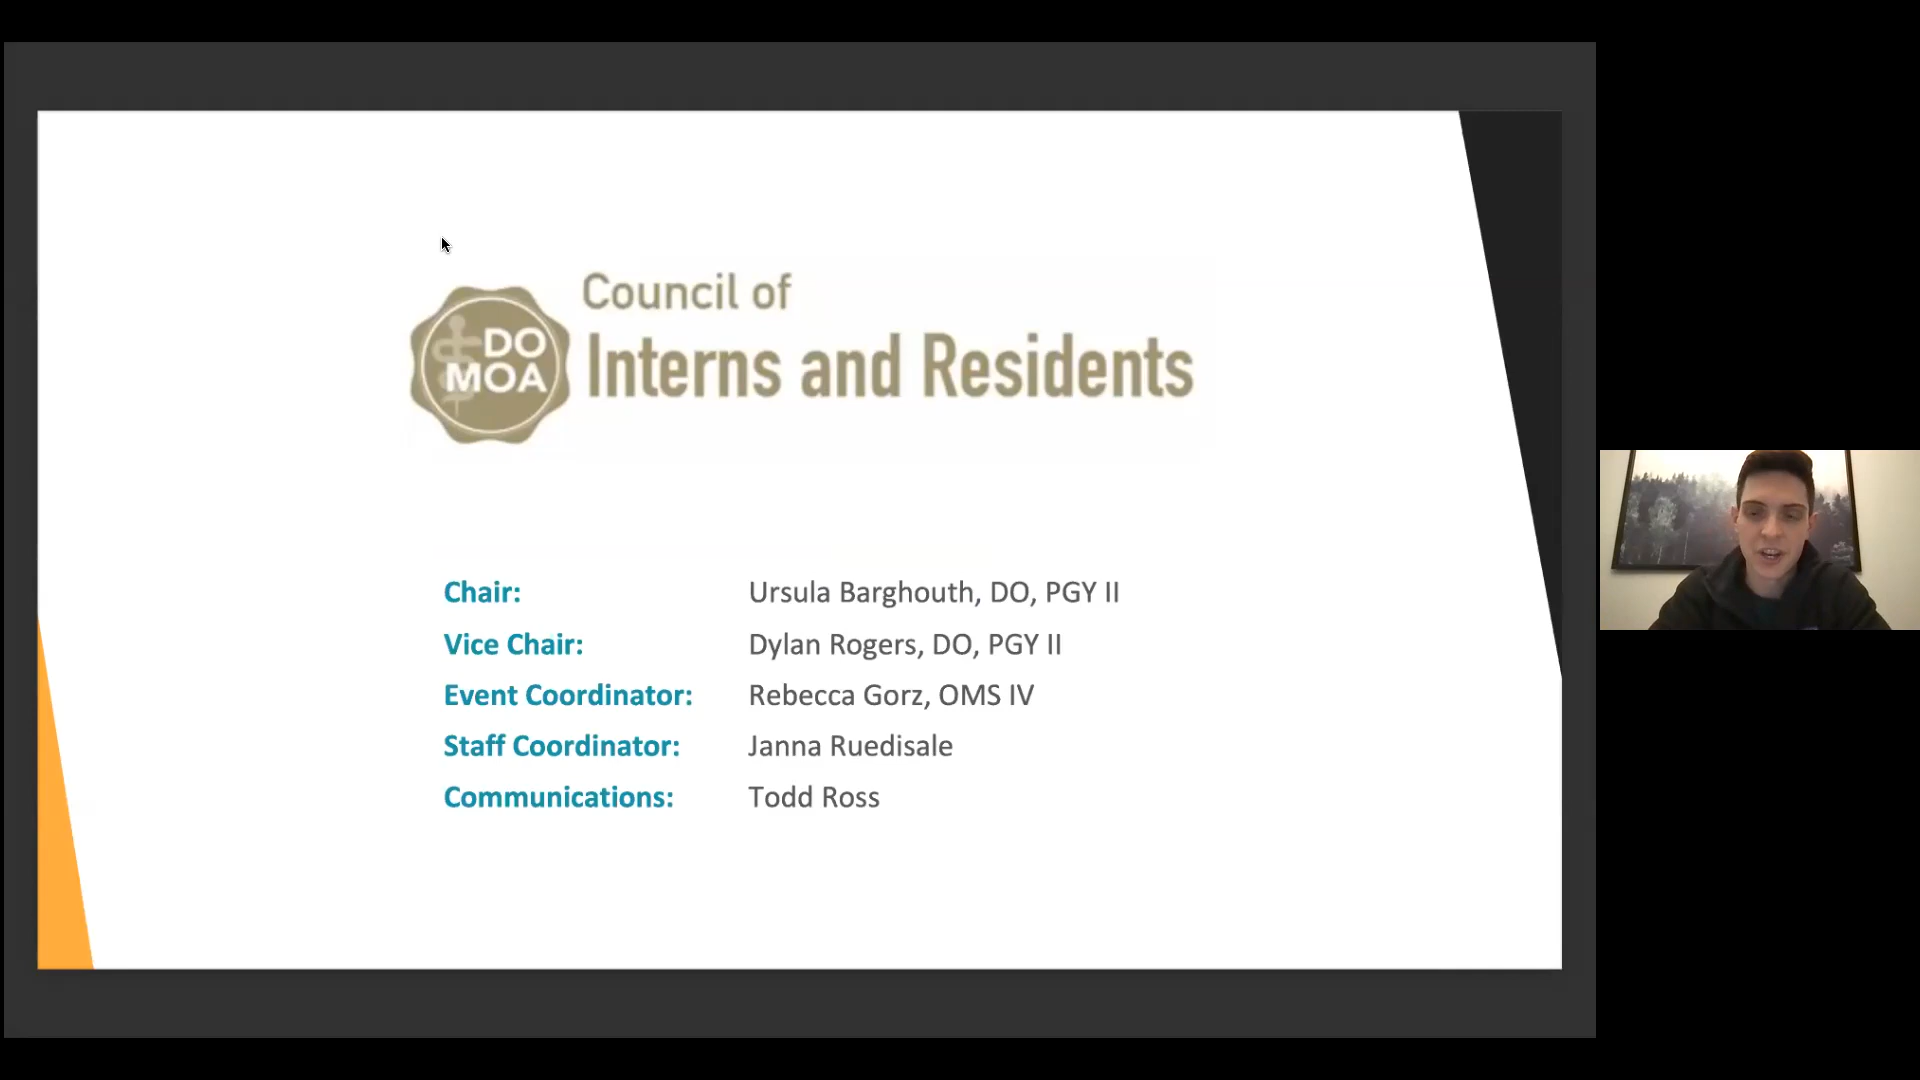 DO
MOA
Council of
Interns and Residents
Chair: Ursula Barghouth, DO, PGY II
Vice Chair: Dylan Rogers, DO, PGY II
Event Coordinator: Rebecca Gorz, OMS IV
Staff Coordinator: Janna Ruedisale
Communications: Todd Ross